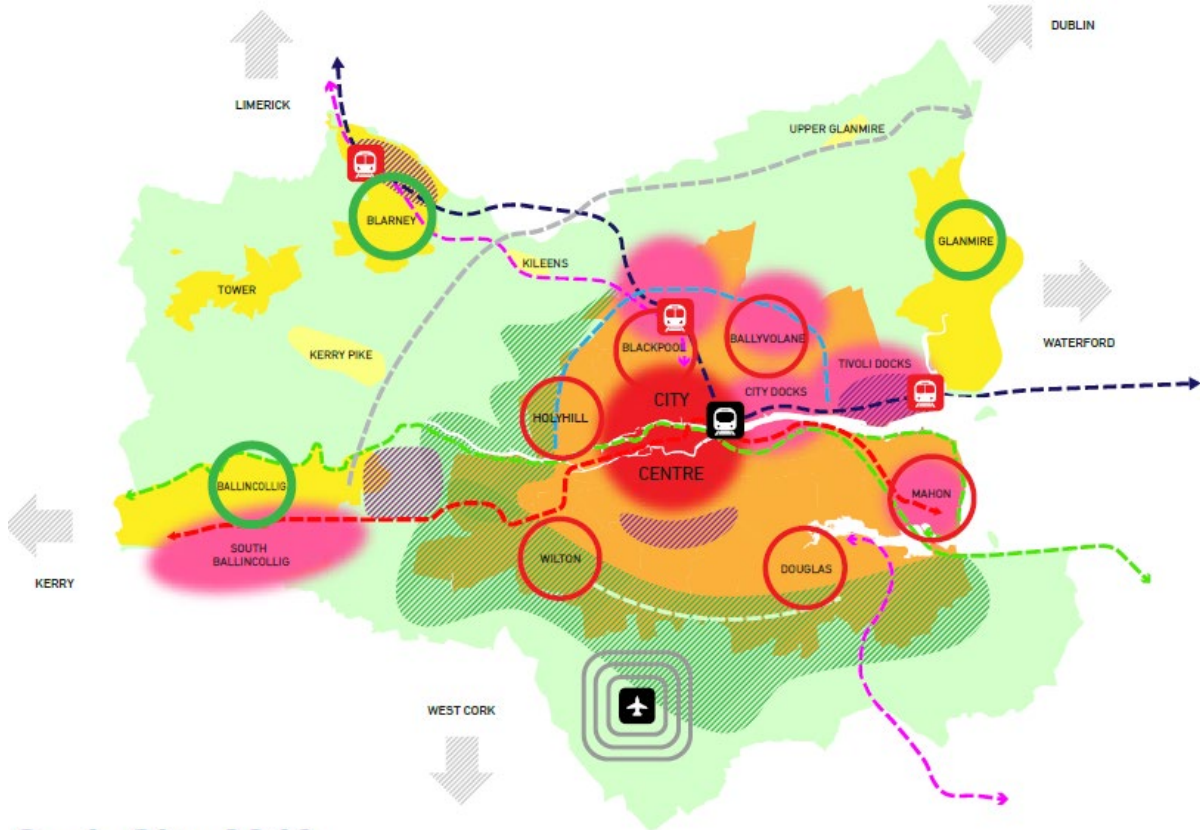 DUBLIN
LIMERICK
UPPER GLANMIRE
BLARNEY
GLANMIRE
KILEENS
TOWER
WATERFORD
BALLYVOLANE
BLACKPOOL
KERRY PIKE
TIVOLI DOCKS
CITY DOCKS
CITY
HOLYHILL
CENTRE
BALLINCOLLIG
MAHON
SOUTH
BALLINCOLLIG
WILTON
DOUGLAS
KERRY
WEST CORK